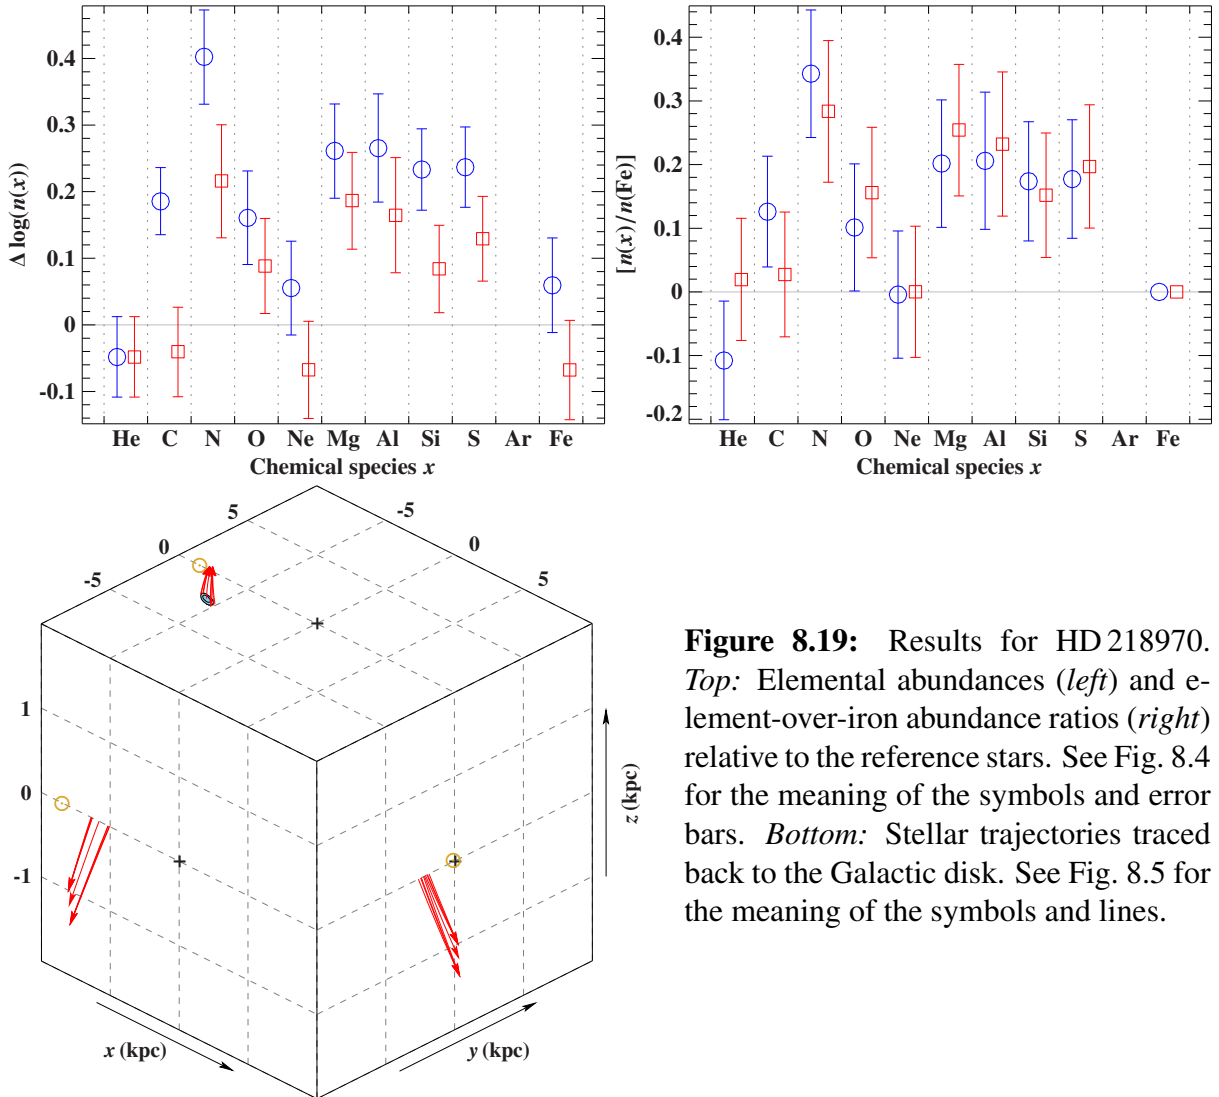 0.4
0.3
0.2
0.1
0
-0.1
Δ log(n(x))
He C N O Ne Mg Al Si S Ar Fe
Chemical species x
0.4
0.3
0.2
0.1
0
-0.1
-0.2
[n(x)/n(Fe)]
He C N O Ne Mg Al Si S Ar Fe
Chemical species x
5
0
-5
-5
0
5
1
0
-1
x (kpc)
y (kpc)
z (kpc)
Figure 8.19: Results for HD 218970.
Top: Elemental abundances (left) and e-
lement-over-iron abundance ratios (right)
relative to the reference stars. See Fig. 8.4
for the meaning of the symbols and error
bars. Bottom: Stellar trajectories traced
back to the Galactic disk. See Fig. 8.5 for
the meaning of the symbols and lines.